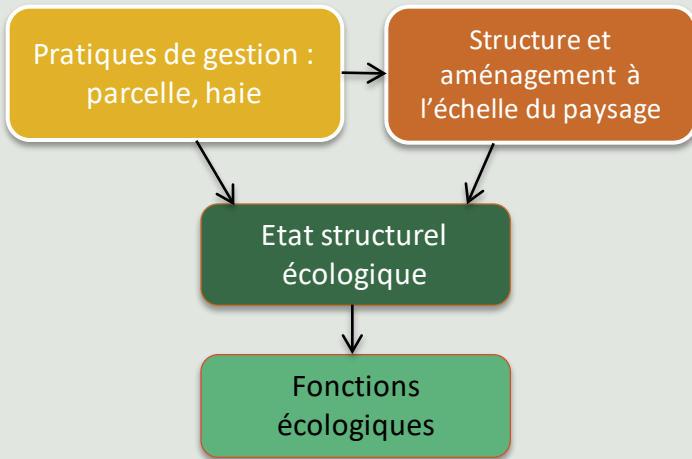 Pratiques de gestion :
parcelle, haie
Structure et
aménagement à
l’échelle du paysage
Etat structurel
écologique
Fonctions
écologiques